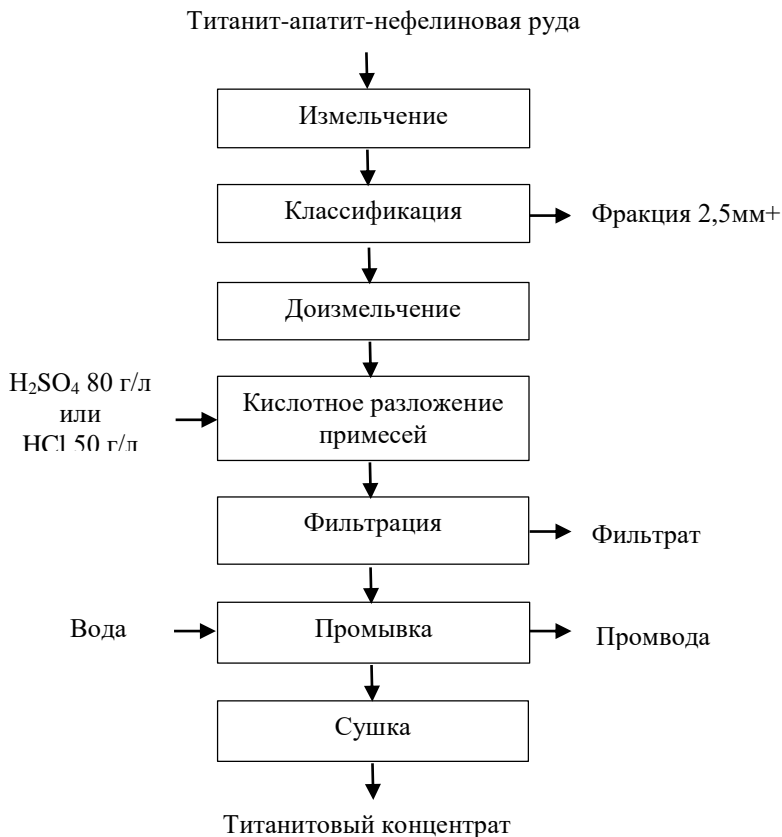 Титанит-апатит-нефелиновая руда
Измельчение
Классификация
Фракция 2,5мм+
Доизмельчение
H₂SO₄ 80 г/л
или
HCl 50 г/л
Кислотное разложение
примесей
Фильтрация
Фильтрат
Вода
Промывка
Промвода
Сушка
Титанитовый концентрат